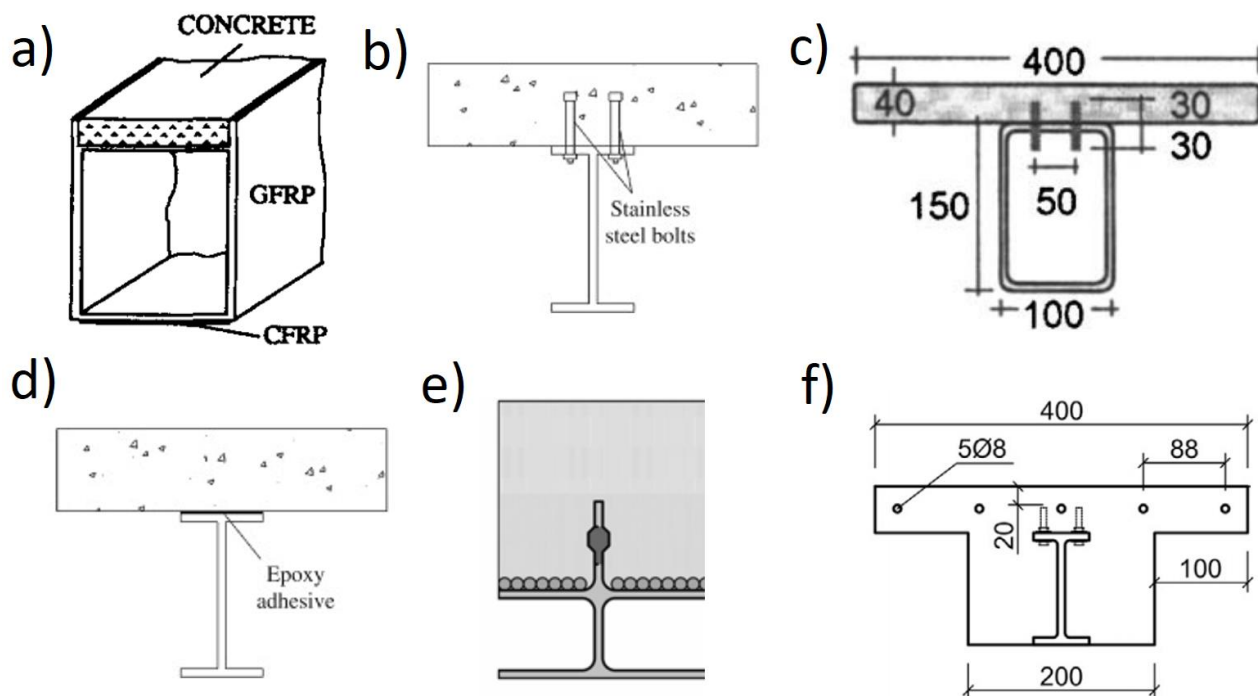 a)
CONCRETE
GFRP
CFRP
b)
Stainless
steel bolts
c)
400
40
30
30
150
50
100
d)
Epoxy
adhesive
e)
f)
400
5Ø8
88
20
100
200